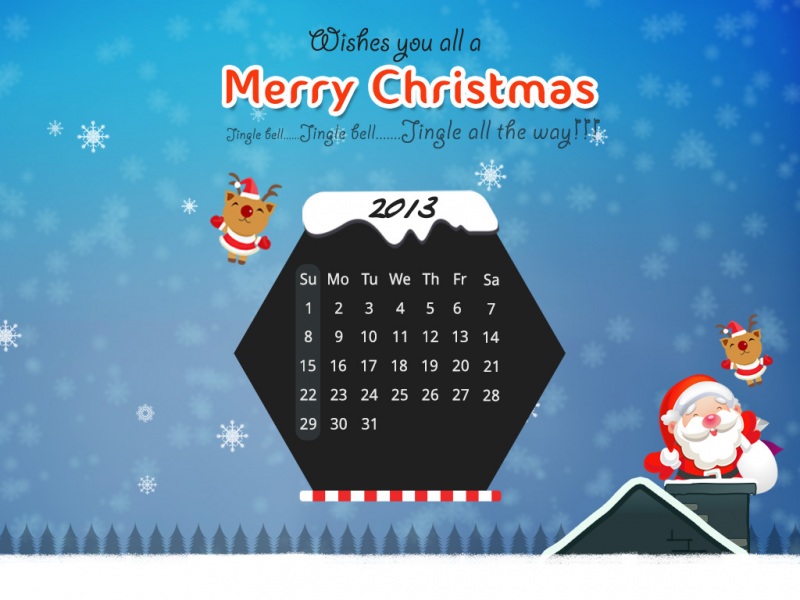 Wishes you all a
Merry Christmas
Jingle bell.....Jingle bell.......Jingle all the way!!!
2013
Su Mo Tu We Th Fr Sa
1 2 3 4 5 6 7
8 9 10 11 12 13 14
15 16 17 18 19 20 21
22 23 24 25 26 27 28
29 30 31